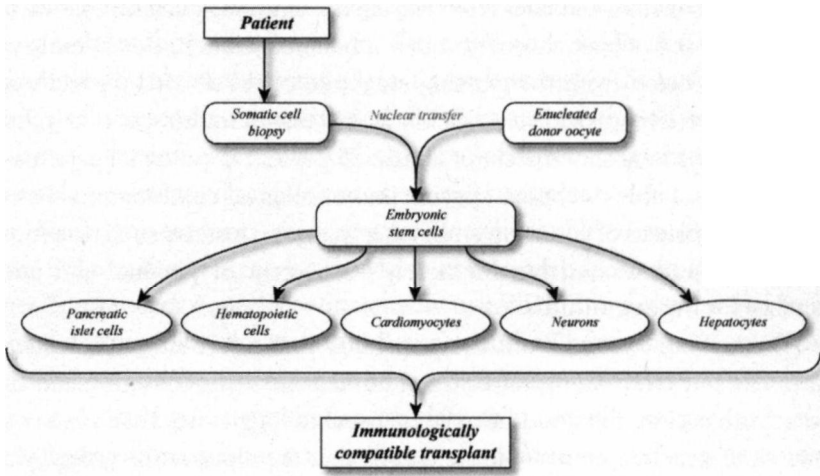 Patient
Somatic cell
biopsy
Nuclear transfer
Enucleated
donor oocyte
Embryonic
stem cells
Pancreatic
islet cells
Hematopoietic
cells
Cardiomyocytes
Neurons
Hepatocytes
Immunologically
compatible transplant